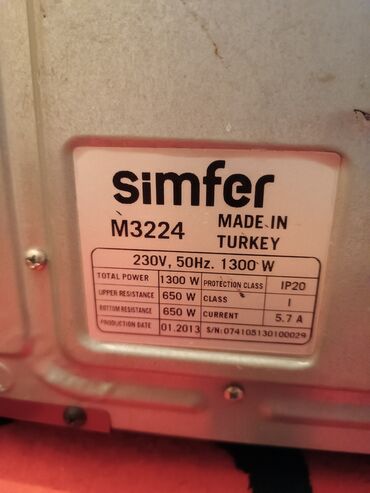 simfer
M3224 MADE IN TURKEY
230V, 50Hz. 1300 W
TOTAL POWER 1300 W PROTECTION CLASS IP20
UPPER RESISTANCE 650 W CLASS I
BOTTOM RESISTANCE 650 W CURRENT 5.7 A
PRODUCTION DATE 01.2013 S/N: 074105130100029